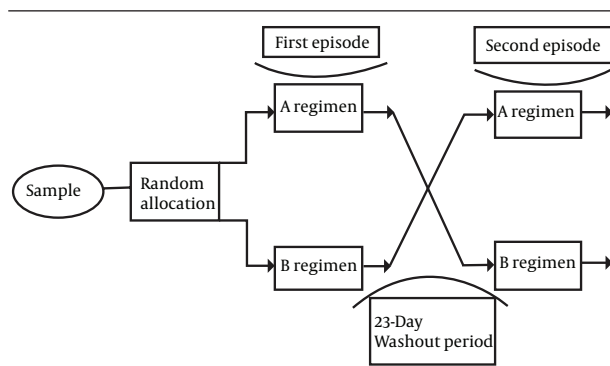 First episode
Second episode
A regimen
A regimen
Sample
Random
allocation
B regimen
B regimen
23-Day
Washout period